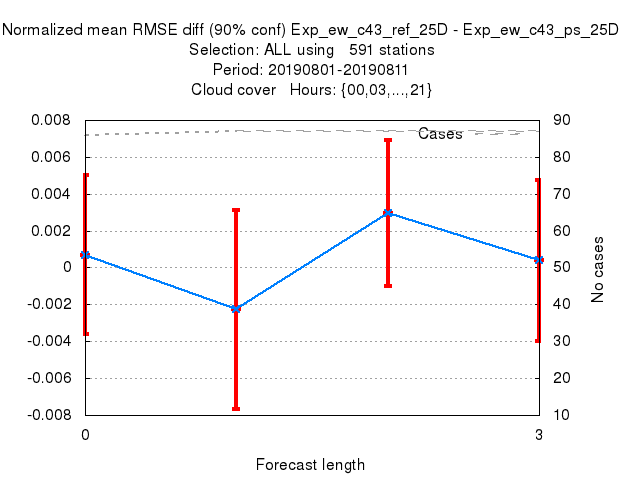 Normalized mean RMSE diff (90% conf) Exp_ew_c43_ref_25D - Exp_ew_c43_ps_25D
Selection: ALL using 591 stations
Period: 20190801-20190811
Cloud cover Hours: {00,03,...,21}
0.008 90
Cases
0.006 80
0.004 70
0.002 60
0 50
-0.002 40
-0.004 30
-0.006 20
-0.008 10
No cases
0 3
Forecast length